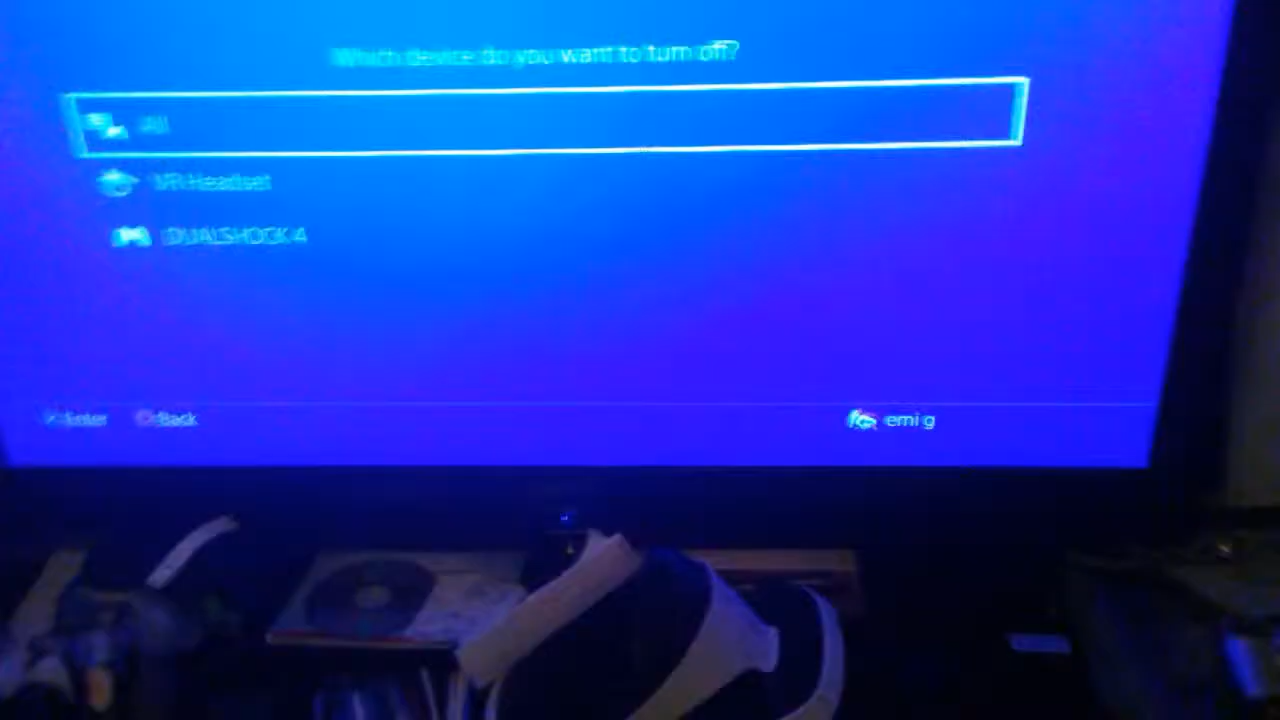 Which device do you want to turn off?
All
VR Headset
DUALSHOCK 4
Enter Back emi g